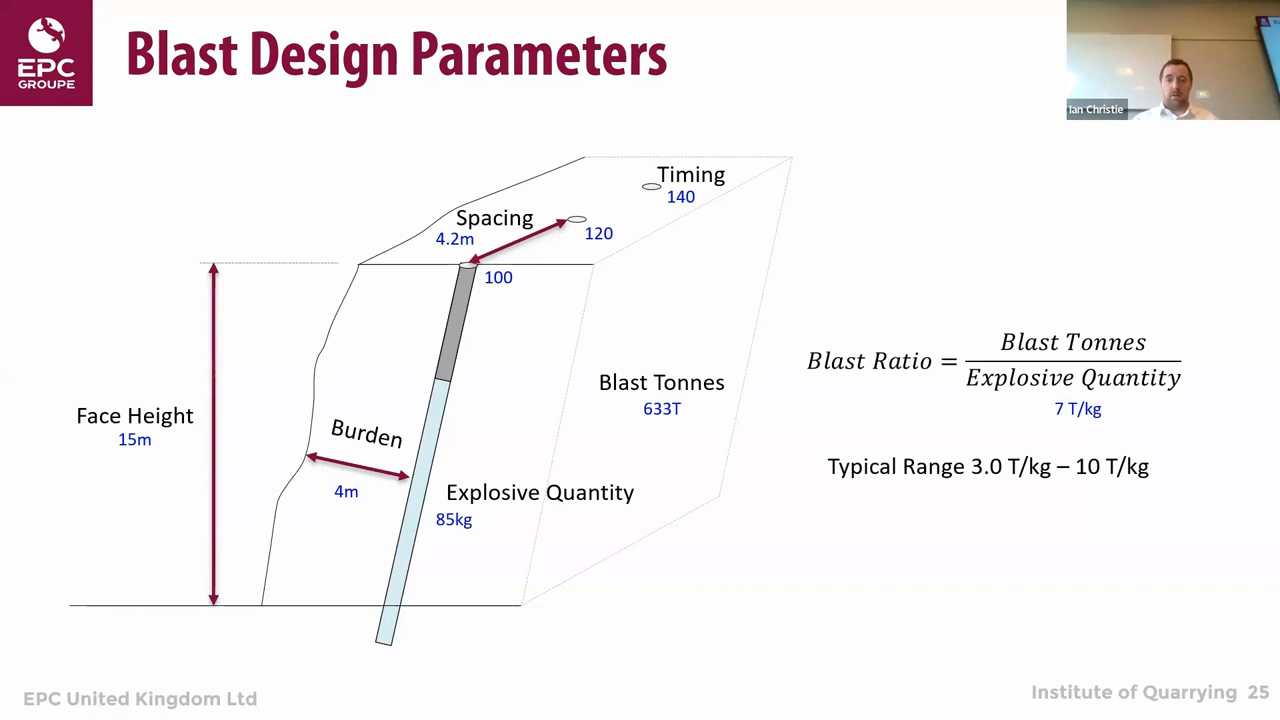 EPC
GROUPE
Blast Design Parameters
Ian Christie
Timing
140
Spacing
4.2m
120
100
Face Height
15m
Burden
4m
Explosive Quantity
85kg
Blast Tonnes
633T
Blast Ratio = Blast Tonnes
Explosive Quantity
7 T/kg
Typical Range 3.0 T/kg – 10 T/kg
EPC United Kingdom Ltd
Institute of Quarrying 25